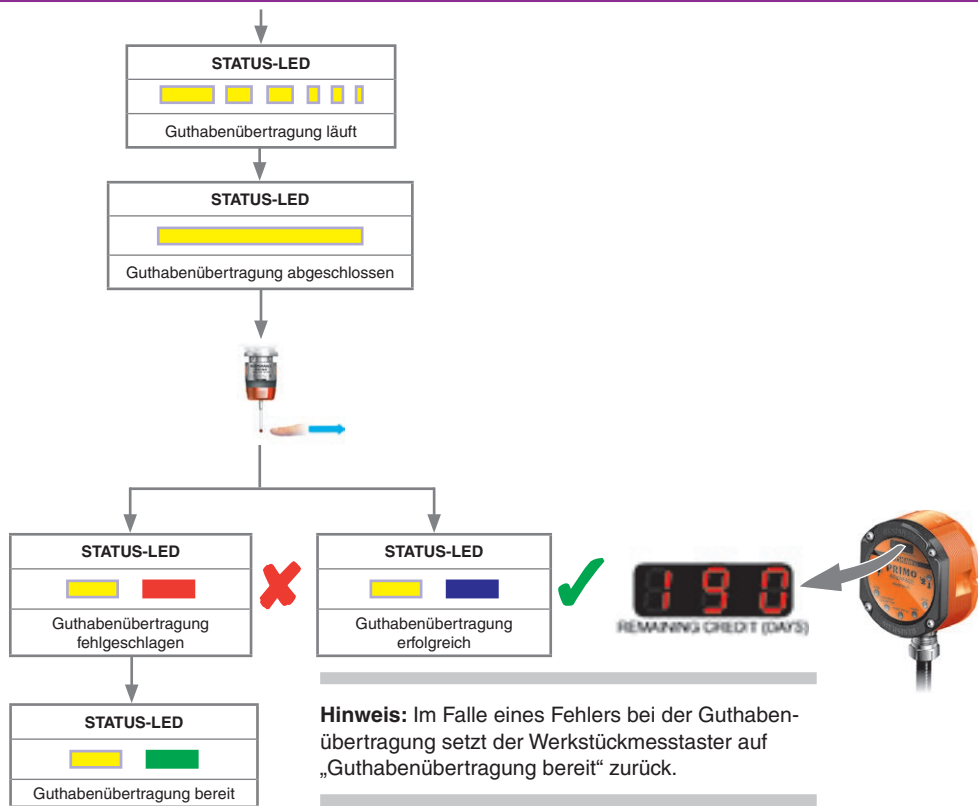 STATUS-LED
Guthabenübertragung läuft
STATUS-LED
Guthabenübertragung abgeschlossen
STATUS-LED
Guthabenübertragung
fehlgeschlagen
STATUS-LED
Guthabenübertragung
erfolgreich
190
REMAINING CREDIT (DAYS)
PRIMO
STATUS-LED
Guthabenübertragung bereit
Hinweis: Im Falle eines Fehlers bei der Guthaben-
übertragung setzt der Werkstückmesstaster auf
„Guthabenübertragung bereit“ zurück.